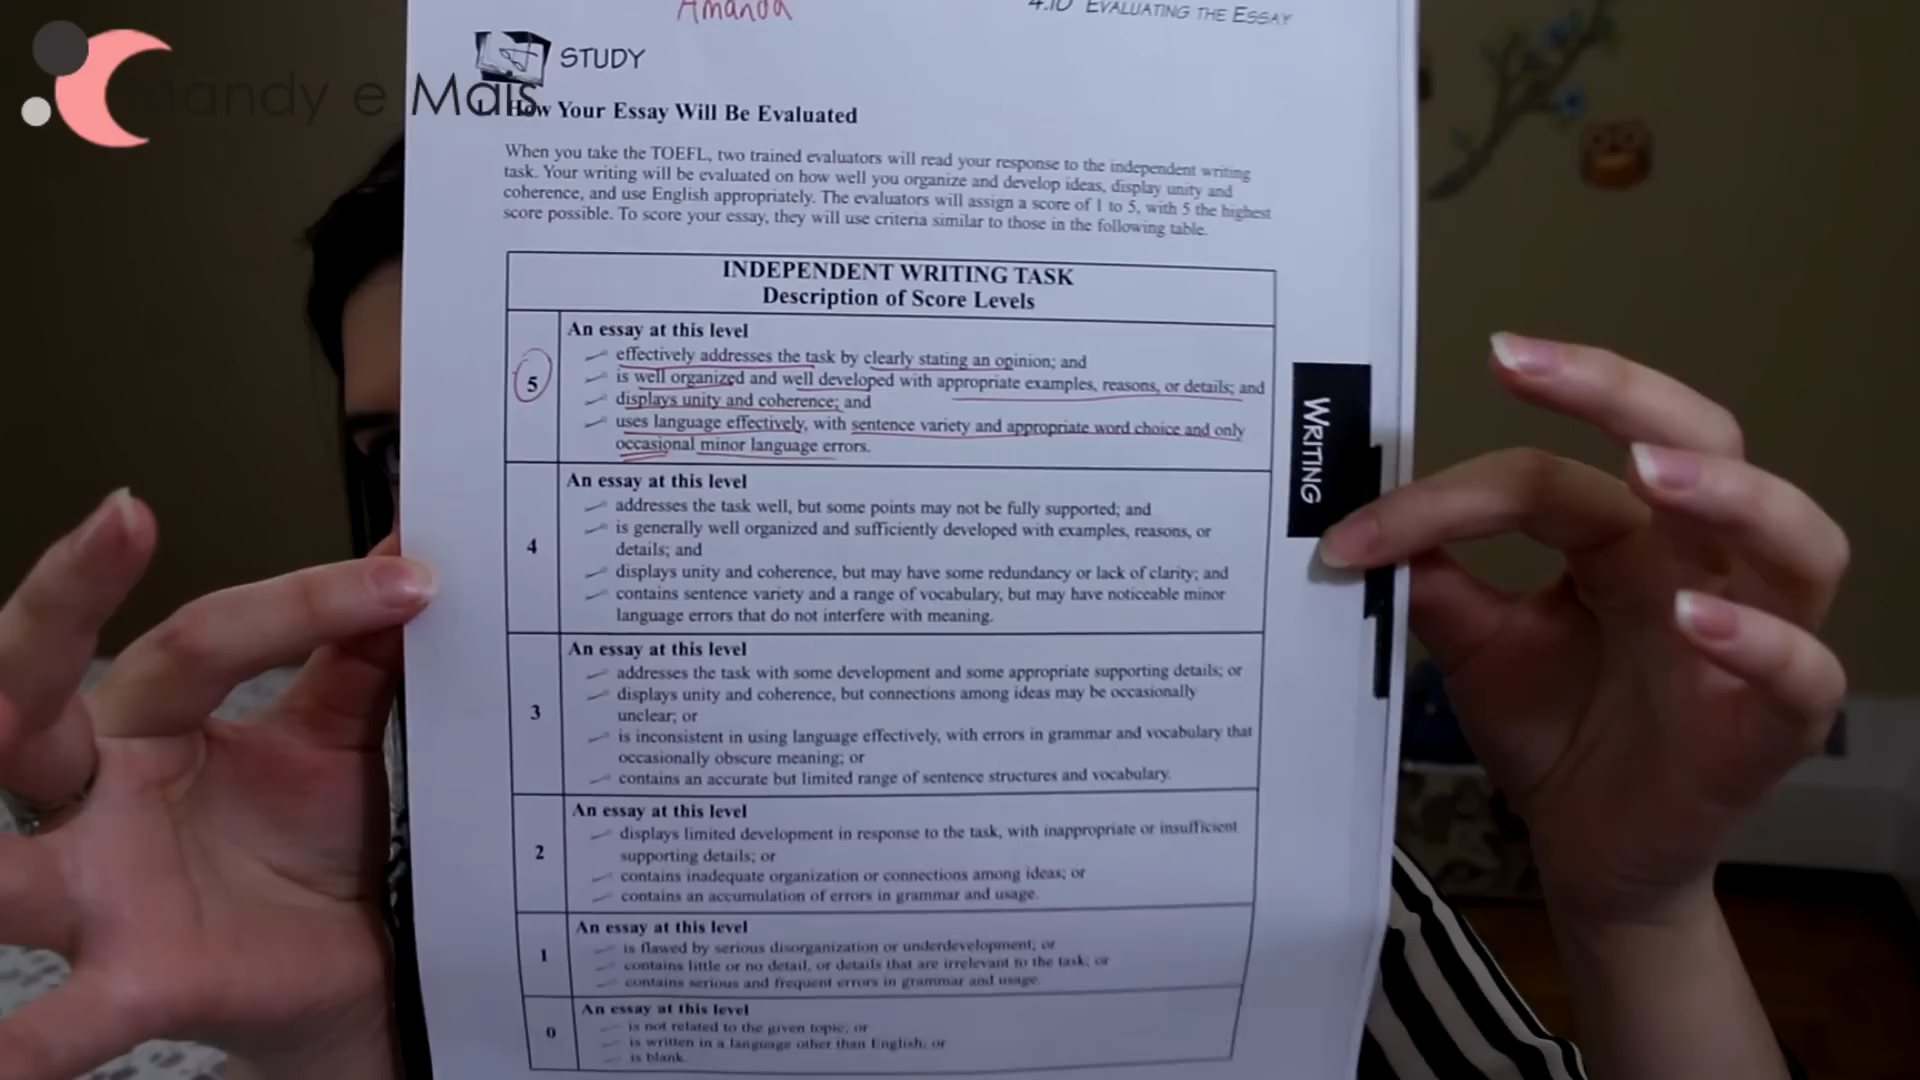 Amanda
4.10 EVALUATING THE ESSAY
STUDY
andy e Mais
How Your Essay Will Be Evaluated
When you take the TOEFL, two trained evaluators will read your response to the independent writing
task. Your writing will be evaluated on how well you organize and develop ideas, display unity and
coherence, and use English appropriately. The evaluators will assign a score of 1 to 5, with 5 the highest
score possible. To score your essay, they will use criteria similar to those in the following table.
INDEPENDENT WRITING TASK
Description of Score Levels
5
An essay at this level
effectively addresses the task by clearly stating an opinion; and
is well organized and well developed with appropriate examples, reasons, or details; and
displays unity and coherence; and
uses language effectively, with sentence variety and appropriate word choice and only
occasional minor language errors.
WRITING
4
An essay at this level
addresses the task well, but some points may not be fully supported; and
is generally well organized and sufficiently developed with examples, reasons, or
details; and
displays unity and coherence, but may have some redundancy or lack of clarity; and
contains sentence variety and a range of vocabulary, but may have noticeable minor
language errors that do not interfere with meaning.
3
An essay at this level
addresses the task with some development and some appropriate supporting details; or
displays unity and coherence, but connections among ideas may be occasionally
unclear; or
is inconsistent in using language effectively, with errors in grammar and vocabulary that
occasionally obscure meaning; or
contains an accurate but limited range of sentence structures and vocabulary.
2
An essay at this level
displays limited development in response to the task, with inappropriate or insufficient
supporting details; or
contains inadequate organization or connections among ideas; or
contains an accumulation of errors in grammar and usage.
1
An essay at this level
is flawed by serious disorganization or underdevelopment; or
contains little or no detail, or details that are irrelevant to the task; or
contains serious and frequent errors in grammar and usage.
0
An essay at this level
is not related to the given topic; or
is written in a language other than English; or
is blank.